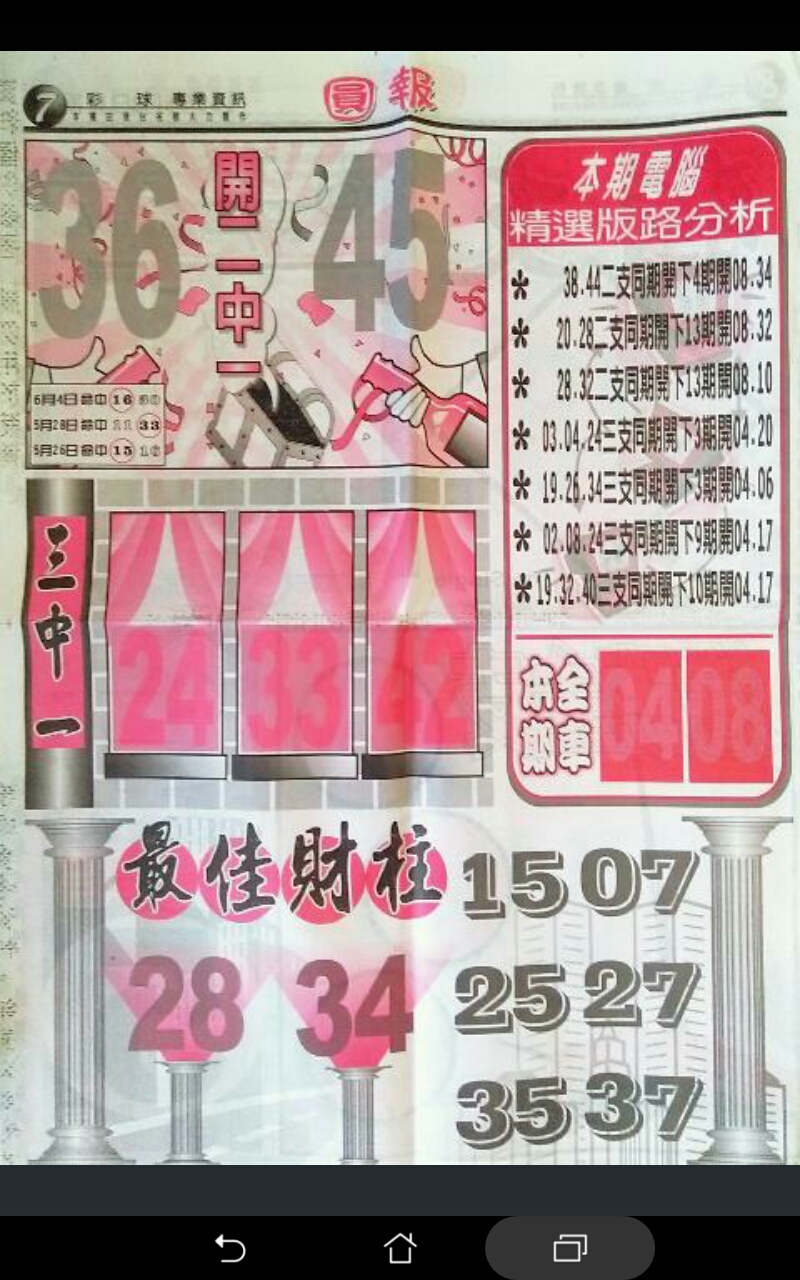 7 彩球專業資訊
圓報
36 開二中一 45
6月4日命中 16
5月28日命中 33
5月26日命中 15
三中一
24 33 42
本期電腦
精選版路分析
* 38.44二支同期開下4期開08.34
* 20.28二支同期開下13期開08.32
* 28.32二支同期開下13期開08.10
* 03.04.24三支同期開下3期開04.20
* 19.26.34三支同期開下3期開04.06
* 02.08.24三支同期開下9期開04.17
* 19.32.40三支同期開下10期開04.17
本期全車 04 08
最佳財柱
28 34
15 07
25 27
35 37